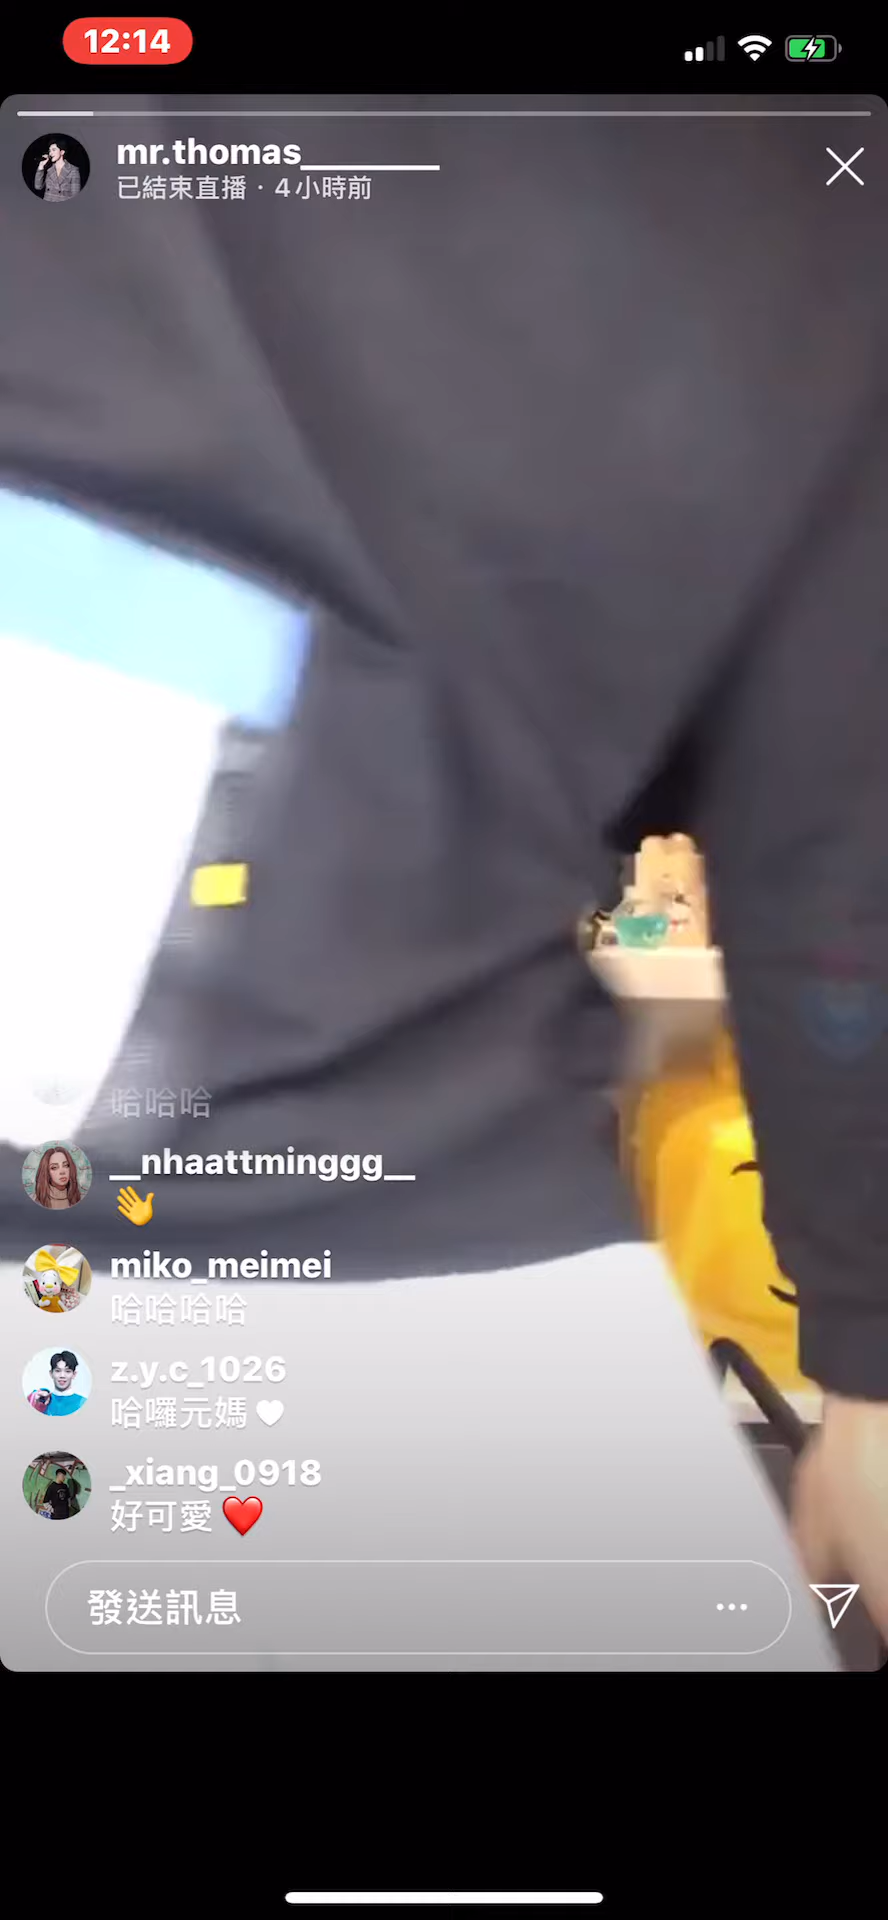 12:14
mr.thomas________
已結束直播 · 4小時前
哈哈哈
__nhaattminggg__
👋
miko_meimei
哈哈哈哈
z.y.c_1026
哈囉元媽🤍
_xiang_0918
好可愛❤️
發送訊息